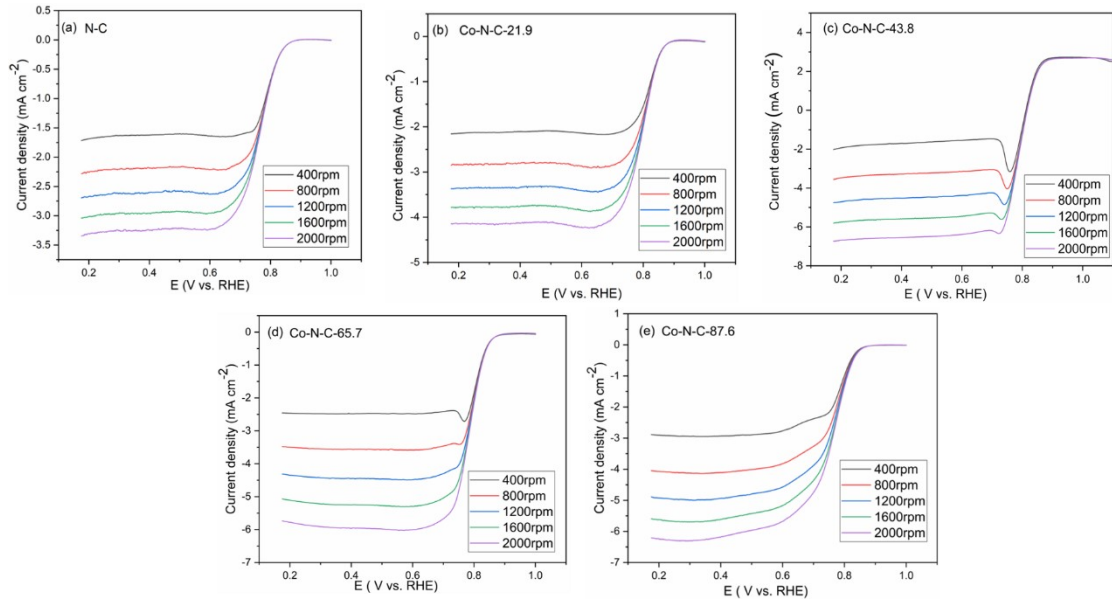 (a) N-C
0.0
-0.5
-1.0
-1.5
-2.0
-2.5
-3.0
-3.5
Current density (mA cm⁻²)
400rpm
800rpm
1200rpm
1600rpm
2000rpm
0.2 0.4 0.6 0.8 1.0
E (V vs. RHE)
(b) Co-N-C-21.9
0
-1
-2
-3
-4
-5
Current density (mA cm⁻²)
400rpm
800rpm
1200rpm
1600rpm
2000rpm
0.2 0.4 0.6 0.8 1.0
E (V vs. RHE)
(c) Co-N-C-43.8
4
2
0
-2
-4
-6
-8
Current density (mA cm⁻²)
400rpm
800rpm
1200rpm
1600rpm
2000rpm
0.2 0.4 0.6 0.8 1.0
E (V vs. RHE)
(d) Co-N-C-65.7
0
-1
-2
-3
-4
-5
-6
-7
Current density (mA cm⁻²)
400rpm
800rpm
1200rpm
1600rpm
2000rpm
0.2 0.4 0.6 0.8 1.0
E ( V vs. RHE)
(e) Co-N-C-87.6
1
0
-1
-2
-3
-4
-5
-6
-7
Current density (mA cm⁻²)
400rpm
800rpm
1200rpm
1600rpm
2000rpm
0.2 0.4 0.6 0.8 1.0
E ( V vs. RHE)